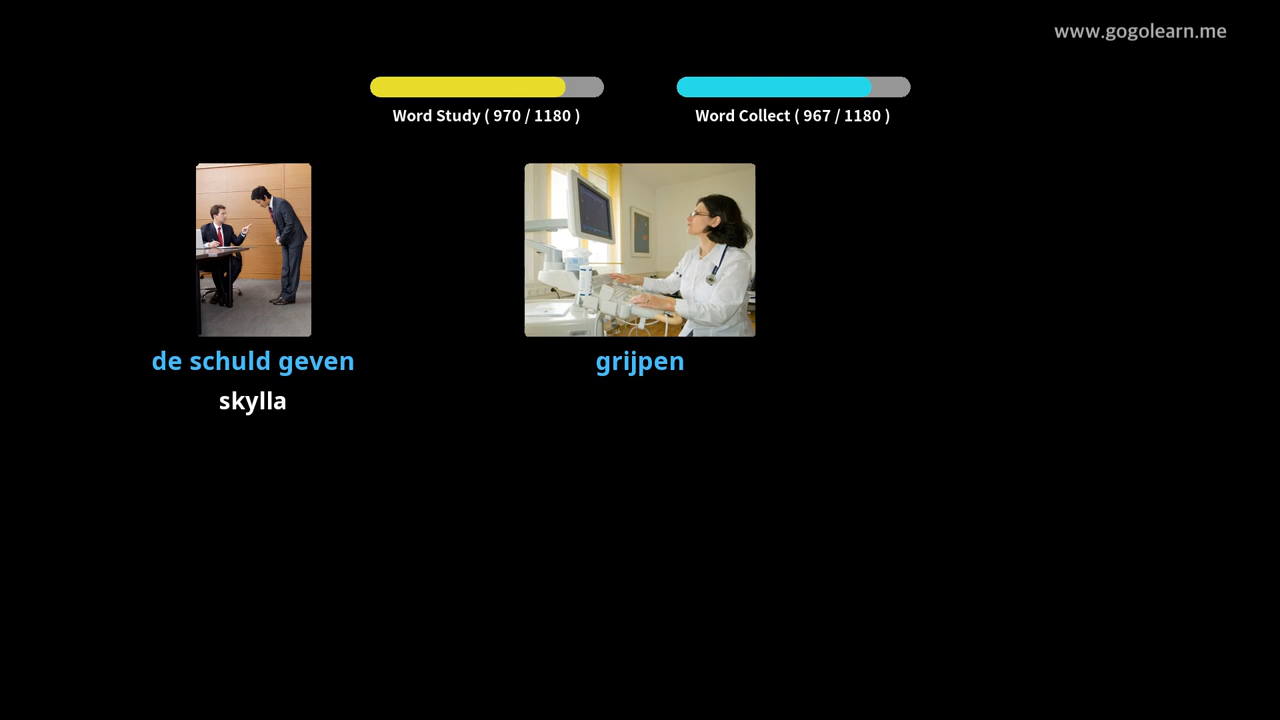 www.gogolearn.me
Word Study ( 970 / 1180 )
Word Collect ( 967 / 1180 )
de schuld geven
skylla
grijpen